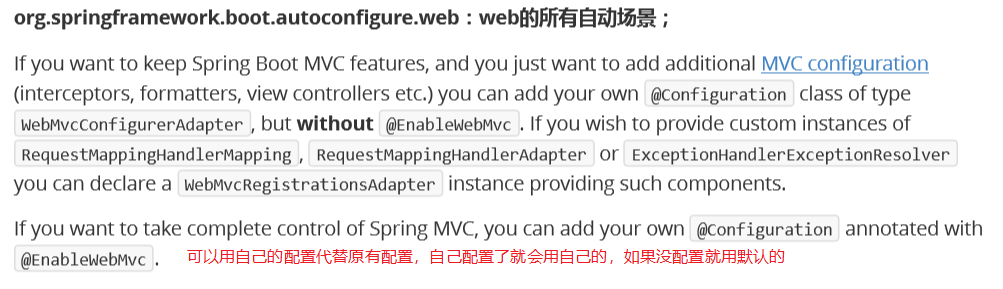 org.springframework.boot.autoconfigure.web：web的所有自动场景；
If you want to keep Spring Boot MVC features, and you just want to add additional MVC configuration
(interceptors, formatters, view controllers etc.) you can add your own @Configuration class of type
WebMvcConfigurerAdapter, but without @EnableWebMvc. If you wish to provide custom instances of
RequestMappingHandlerMapping, RequestMappingHandlerAdapter or ExceptionHandlerExceptionResolver
you can declare a WebMvcRegistrationsAdapter instance providing such components.
If you want to take complete control of Spring MVC, you can add your own @Configuration annotated with
@EnableWebMvc. 可以用自己的配置代替原有配置，自己配置了就会用自己的，如果没配置就用默认的